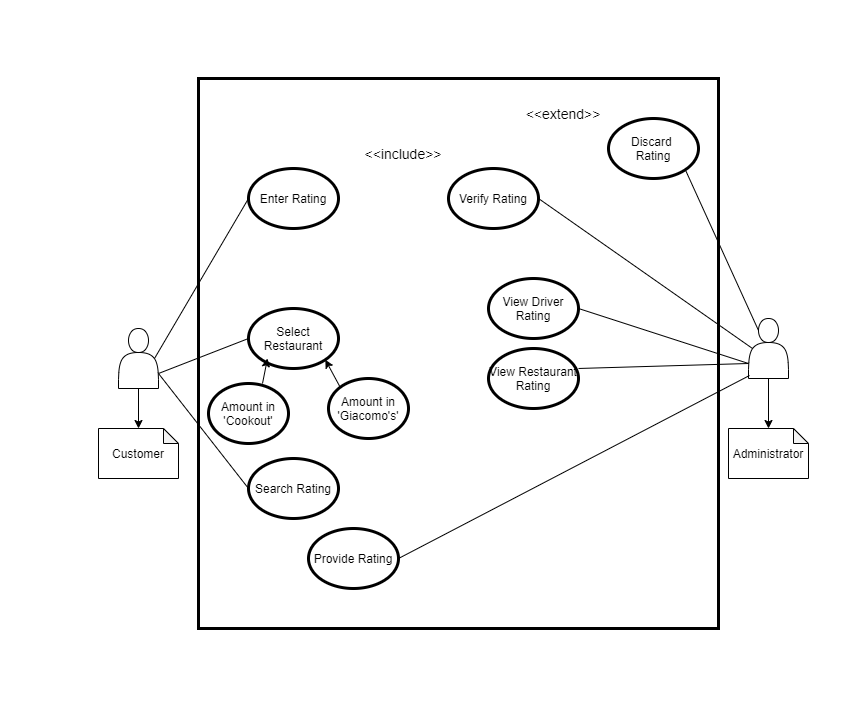 <<extend>>
Discard
Rating
<<include>>
Enter Rating
Verify Rating
View Driver
Rating
Select
Restaurant
View Restaurant
Rating
Amount in
'Cookout'
Amount in
'Giacomo's'
Customer
Administrator
Search Rating
Provide Rating